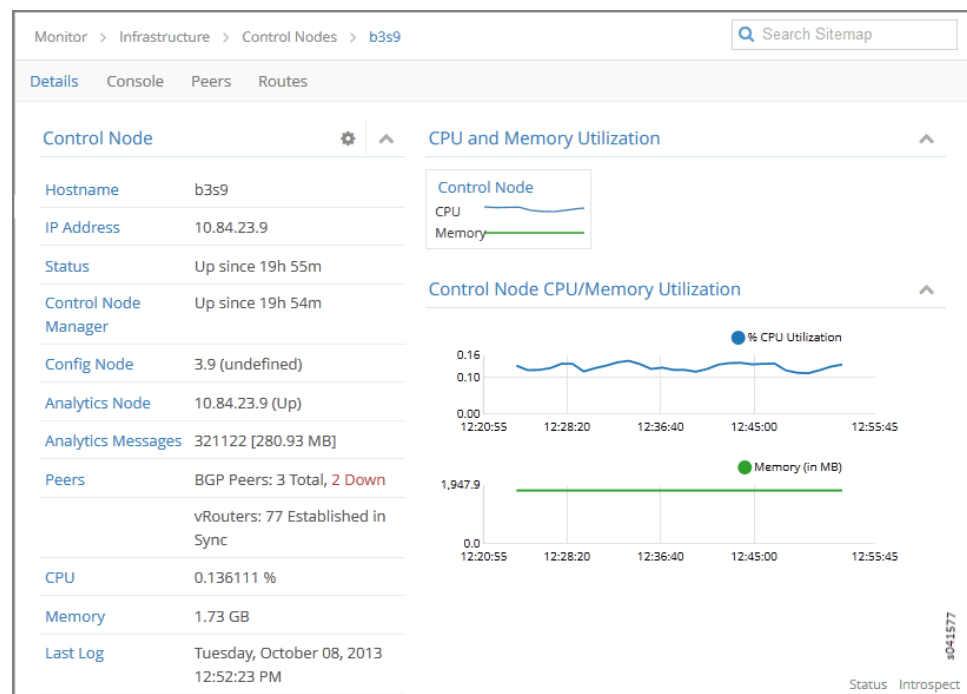 Monitor > Infrastructure > Control Nodes > b3s9
Search Sitemap
Details Console Peers Routes
Control Node
Hostname b3s9
IP Address 10.84.23.9
Status Up since 19h 55m
Control Node Manager Up since 19h 54m
Config Node 3.9 (undefined)
Analytics Node 10.84.23.9 (Up)
Analytics Messages 321122 [280.93 MB]
Peers BGP Peers: 3 Total, 2 Down
vRouters: 77 Established in
Sync
CPU 0.136111 %
Memory 1.73 GB
Last Log Tuesday, October 08, 2013
12:52:23 PM
CPU and Memory Utilization
Control Node
CPU
Memory
Control Node CPU/Memory Utilization
% CPU Utilization
0.16
0.10
0.00
12:20:55 12:28:20 12:36:40 12:45:00 12:55:45
Memory (in MB)
1,947.9
0.0
12:20:55 12:28:20 12:36:40 12:45:00 12:55:45
s041577
Status Introspect